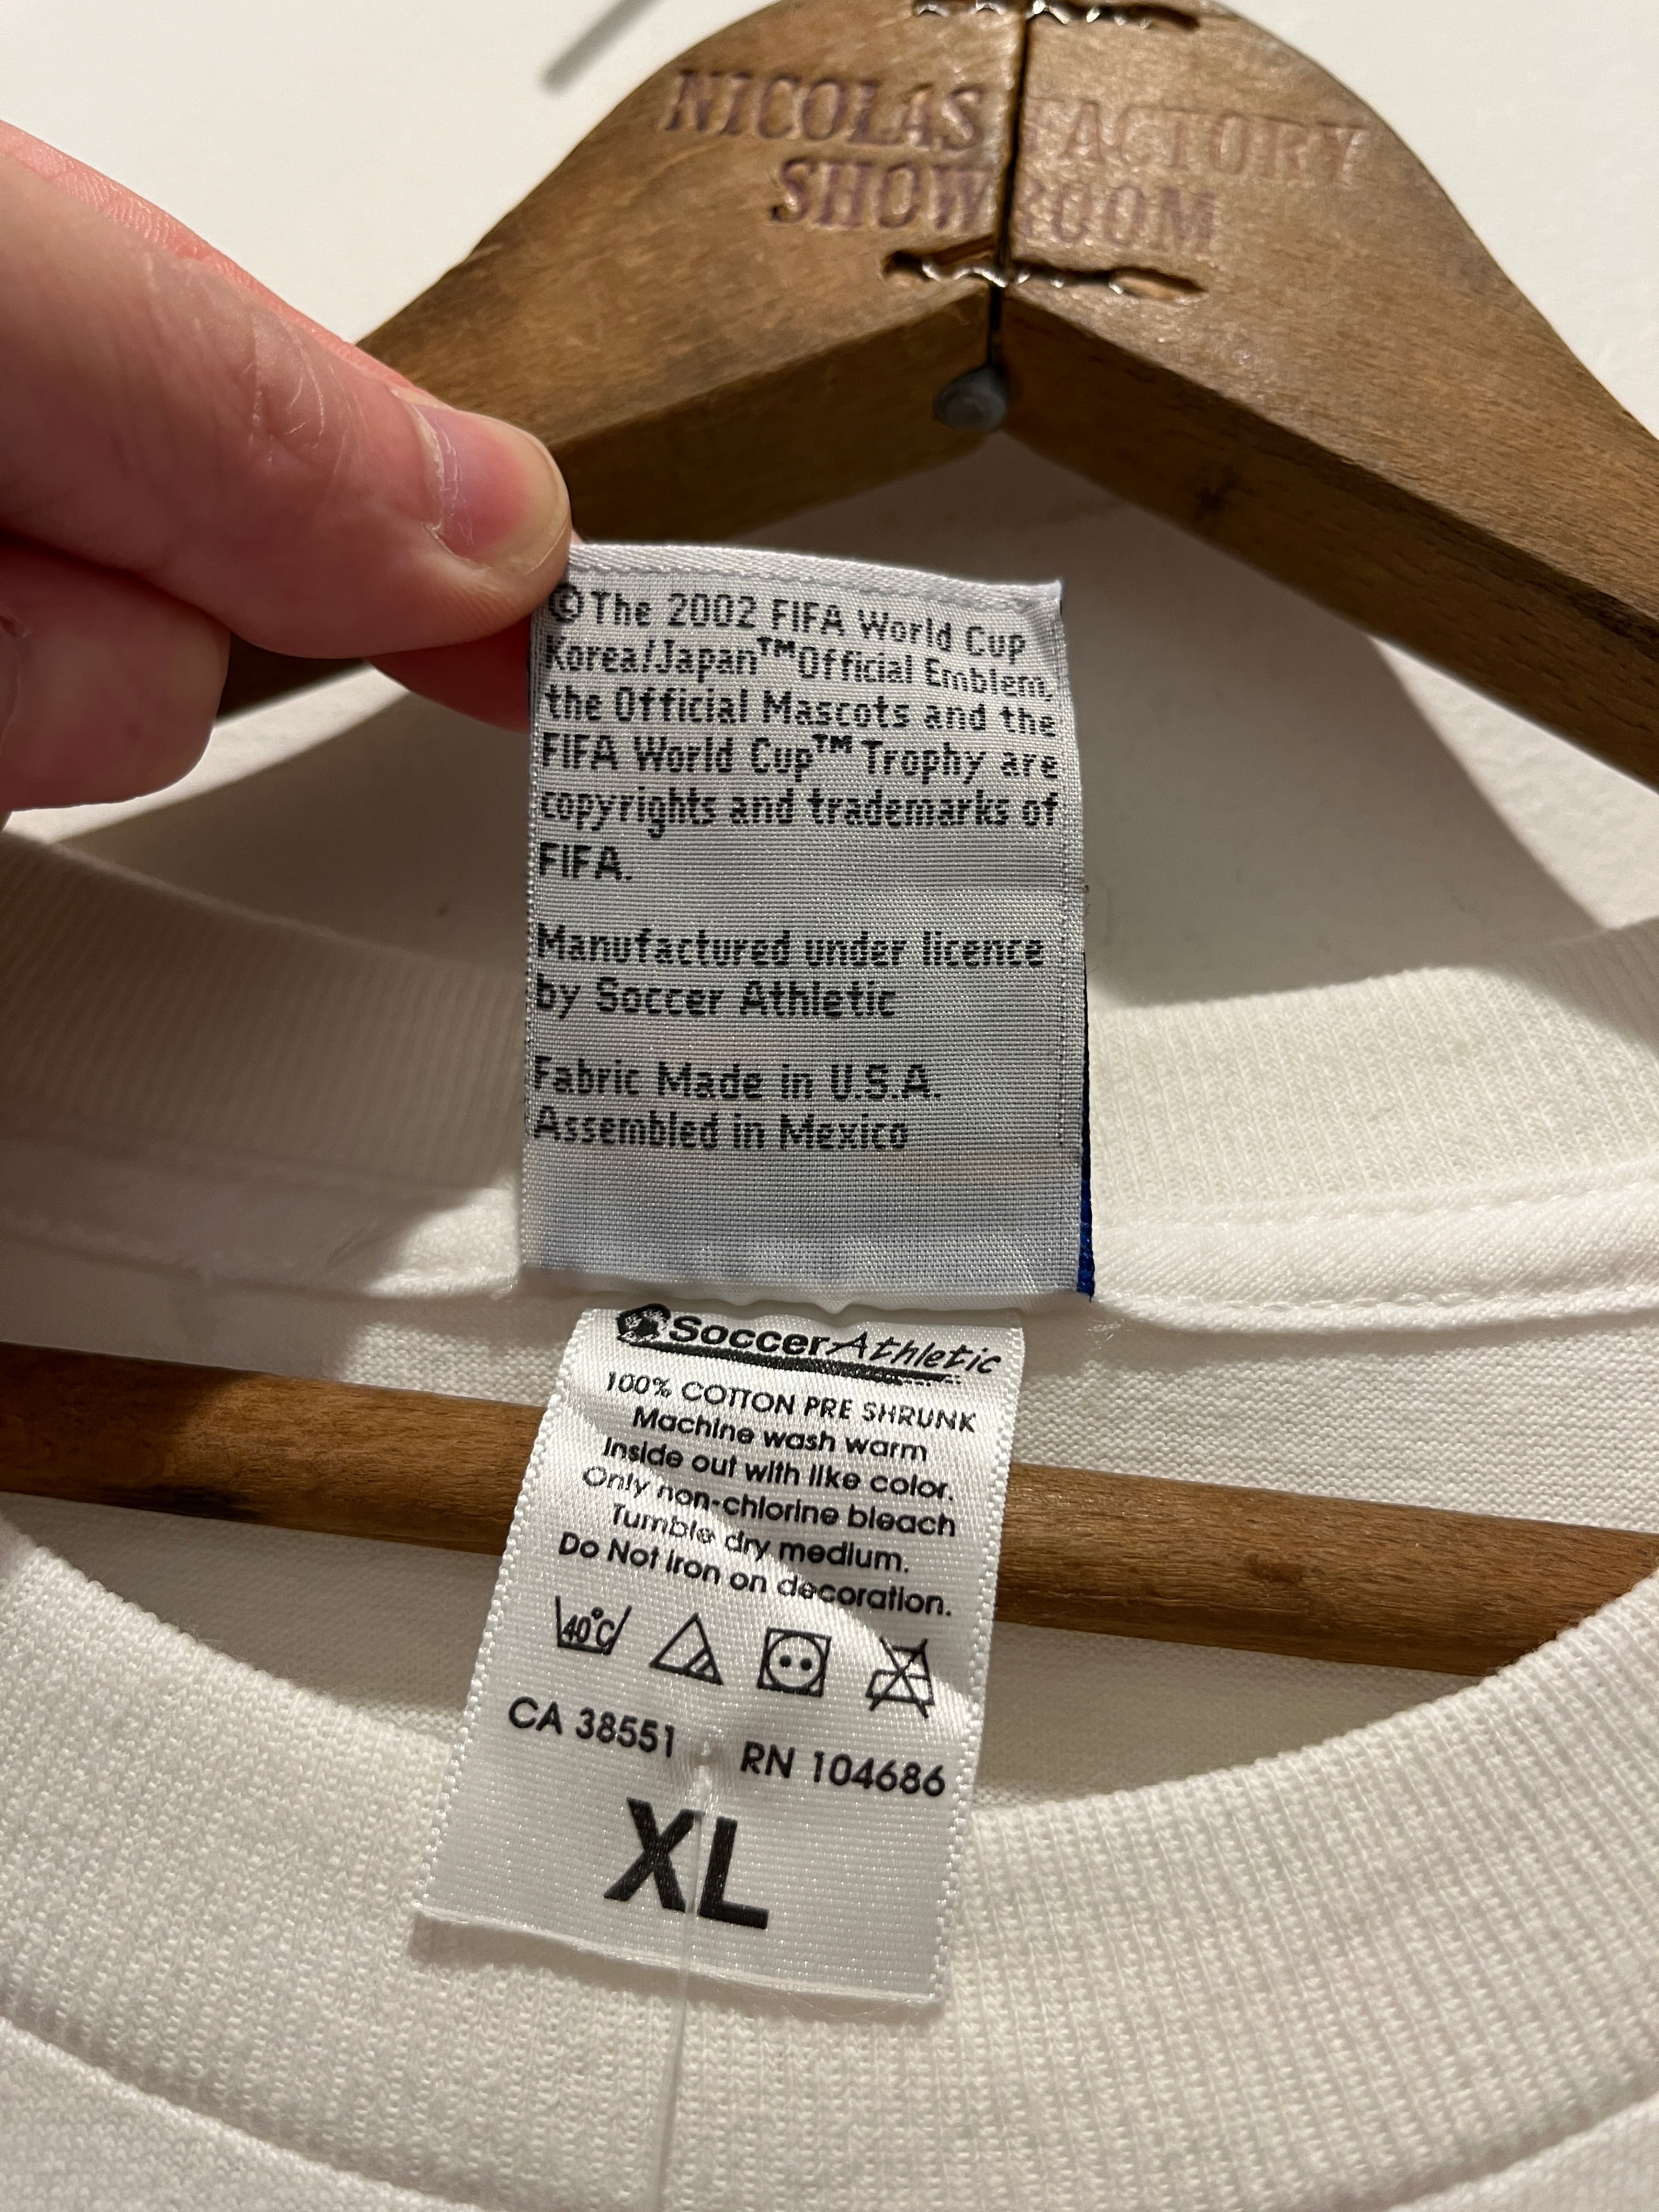 NICOLAS FACTORY
SHOWROOM
©The 2002 FIFA World Cup
Korea/Japan™Official Emblem,
the Official Mascots and the
FIFA World Cup™ Trophy are
copyrights and trademarks of
FIFA.
Manufactured under licence
by Soccer Athletic
Fabric Made in U.S.A.
Assembled in Mexico
Soccer Athletic
100% COTTON PRE SHRUNK
Machine wash warm
Inside out with like color.
Only non-chlorine bleach
Tumble dry medium.
Do Not Iron on decoration.
40°C
CA 38551 RN 104686
XL